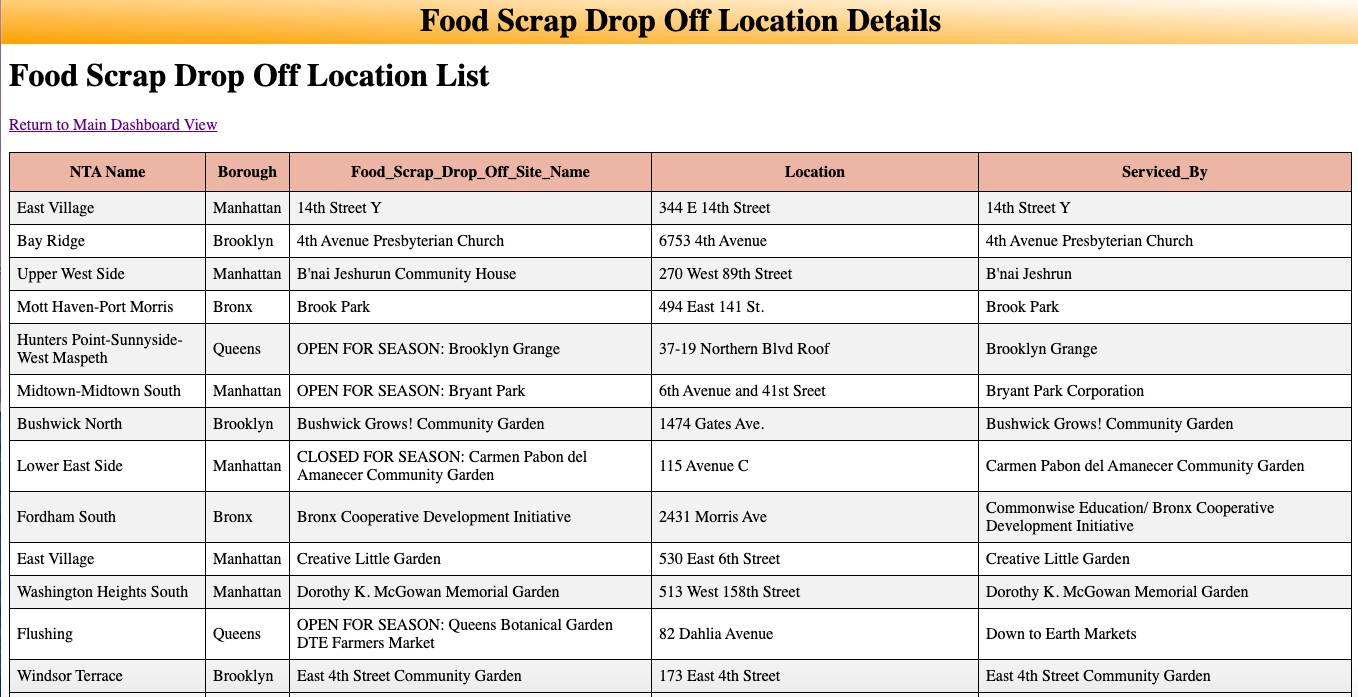 Food Scrap Drop Off Location Details
Food Scrap Drop Off Location List
Return to Main Dashboard View
NTA Name Borough Food_Scrap_Drop_Off_Site_Name Location Serviced_By
East Village Manhattan 14th Street Y 344 E 14th Street 14th Street Y
Bay Ridge Brooklyn 4th Avenue Presbyterian Church 6753 4th Avenue 4th Avenue Presbyterian Church
Upper West Side Manhattan B'nai Jeshurun Community House 270 West 89th Street B'nai Jeshrun
Mott Haven-Port Morris Bronx Brook Park 494 East 141 St. Brook Park
Hunters Point-Sunnyside-
West Maspeth Queens OPEN FOR SEASON: Brooklyn Grange 37-19 Northern Blvd Roof Brooklyn Grange
Midtown-Midtown South Manhattan OPEN FOR SEASON: Bryant Park 6th Avenue and 41st Sreet Bryant Park Corporation
Bushwick North Brooklyn Bushwick Grows! Community Garden 1474 Gates Ave. Bushwick Grows! Community Garden
Lower East Side Manhattan CLOSED FOR SEASON: Carmen Pabon del
Amanecer Community Garden 115 Avenue C Carmen Pabon del Amanecer Community Garden
Fordham South Bronx Bronx Cooperative Development Initiative 2431 Morris Ave Commonwise Education/ Bronx Cooperative
Development Initiative
East Village Manhattan Creative Little Garden 530 East 6th Street Creative Little Garden
Washington Heights South Manhattan Dorothy K. McGowan Memorial Garden 513 West 158th Street Dorothy K. McGowan Memorial Garden
Flushing Queens OPEN FOR SEASON: Queens Botanical Garden
DTE Farmers Market 82 Dahlia Avenue Down to Earth Markets
Windsor Terrace Brooklyn East 4th Street Community Garden 173 East 4th Street East 4th Street Community Garden